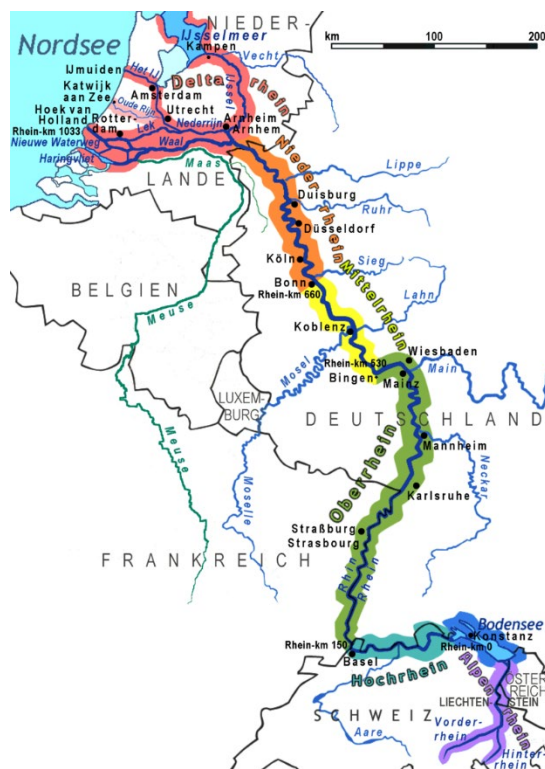 NIEDER-
IJsselmeer
Nordsee
Kampen
Vecht
km 0 100 200
IJmuiden
Het IJ
Deltarhein
IJssel
Katwijk
aan Zee
Amsterdam
Oude Rijn
Utrecht
Hoek van
Holland
Rotter-
dam
Lek
Nederrijn
Arnheim
Arnhem
Rhein-km 1033
Nieuwe Waterweg
Waal
Haringvliet
Maas
LANDE
Niederrhein
Lippe
Duisburg
Ruhr
Düsseldorf
Köln
Mittelrhein
Sieg
BELGIEN
Bonn
Rhein-km 660
Lahn
Meuse
Koblenz
Mosel
Rhein-km 530
Wiesbaden
Bingen
Mainz
Main
LUXEM-
BURG
DEUTSCHLAND
Meuse
Mannheim
Oberrhein
Neckar
Karlsruhe
Moselle
Straßburg
Strasbourg
FRANKREICH
Rhin
Rhein
Bodensee
Konstanz
Rhein-km 150
Rhein-km 0
Basel
Hochrhein
Alpenrhein
ÖSTER
REICH
LIECHTEN-
STEIN
SCHWEIZ
Vorder-
rhein
Aare
Hinter-
rhein